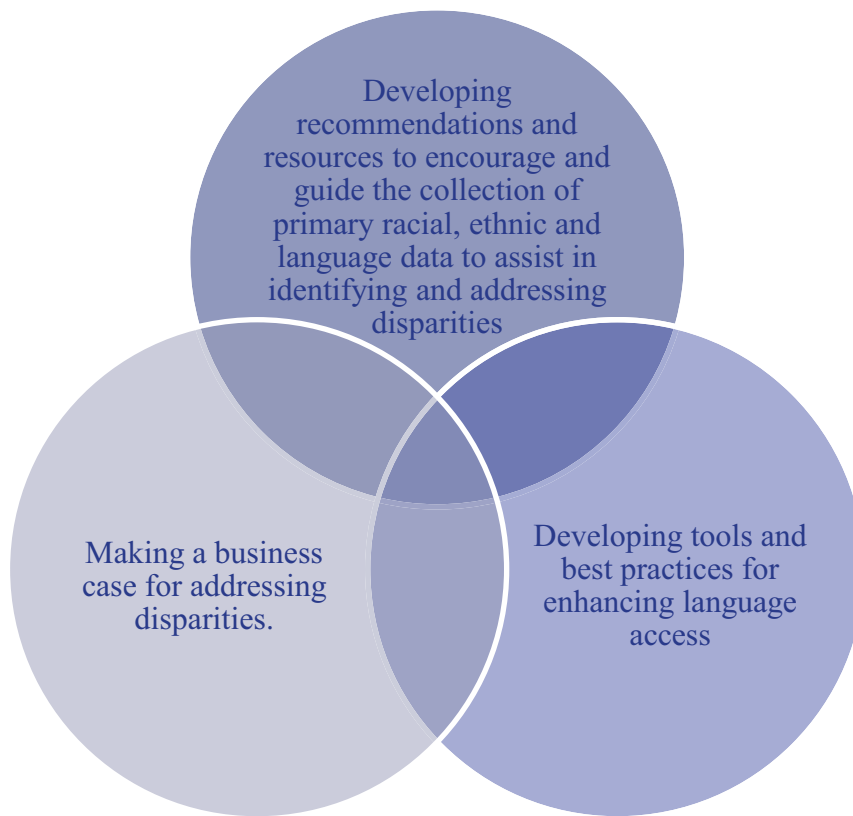 Developing
recommendations and
resources to encourage and
guide the collection of
primary racial, ethnic and
language data to assist in
identifying and addressing
disparities
Making a business
case for addressing
disparities.
Developing tools and
best practices for
enhancing language
access